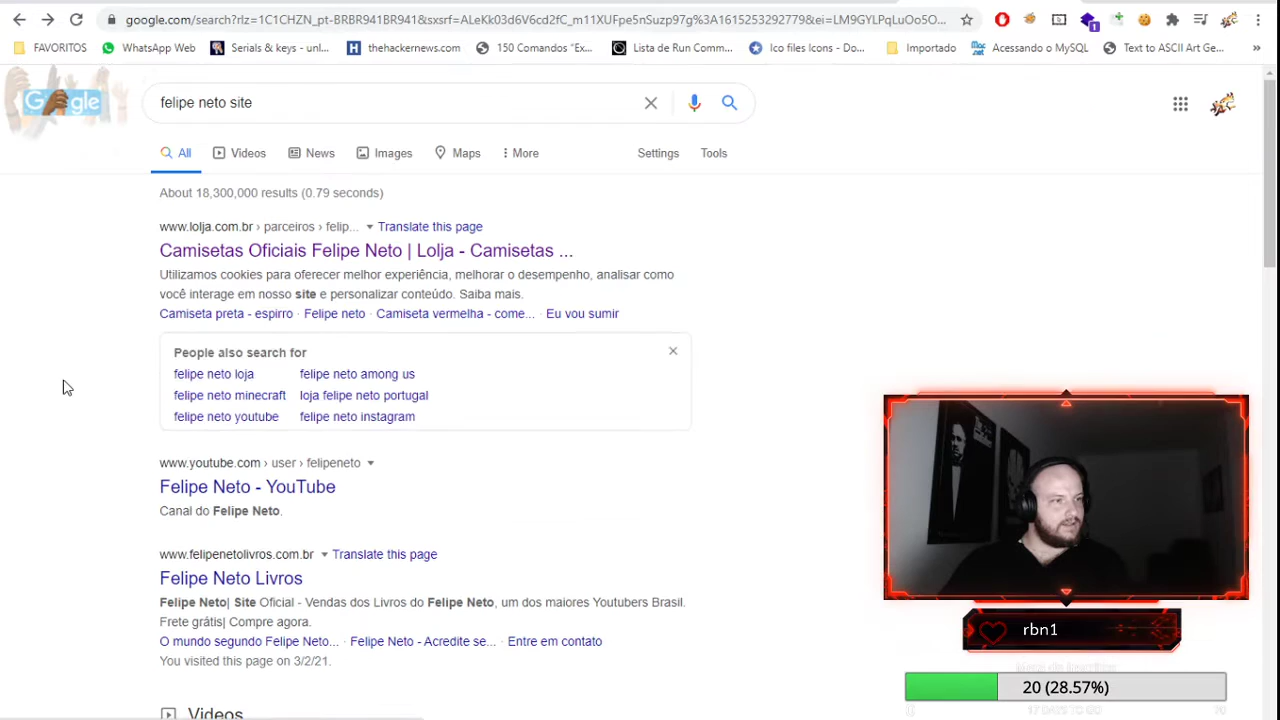 google.com/search?rlz=1C1CHZN_pt-BRBR941BR941&sxsrf=ALeKk03d6V6cd2fC_m11XUFpe5nSuzp97g%3A1615253292779&ei=LM9GYLPqLuOo5O...
FAVORITOS WhatsApp Web Serials & keys - unl... thehackernews.com 150 Comandos "Ex... Lista de Run Comm... Ico files Icons - Do... Importado Acessando o MySQL Text to ASCII Art Ge... »
Google
felipe neto site
All Videos News Images Maps More Settings Tools
About 18,300,000 results (0.79 seconds)
www.lolja.com.br › parceiros › felip... Translate this page
Camisetas Oficiais Felipe Neto | Lolja - Camisetas ...
Utilizamos cookies para oferecer melhor experiência, melhorar o desempenho, analisar como
você interage em nosso site e personalizar conteúdo. Saiba mais.
Camiseta preta - espirro · Felipe neto · Camiseta vermelha - come... · Eu vou sumir
People also search for
felipe neto loja felipe neto among us
felipe neto minecraft loja felipe neto portugal
felipe neto youtube felipe neto instagram
www.youtube.com › user › felipeneto
Felipe Neto - YouTube
Canal do Felipe Neto.
www.felipenetolivros.com.br Translate this page
Felipe Neto Livros
Felipe Neto| Site Oficial - Vendas dos Livros do Felipe Neto, um dos maiores Youtubers Brasil.
Frete grátis| Compre agora.
O mundo segundo Felipe Neto... · Felipe Neto - Acredite se... · Entre em contato
You visited this page on 3/2/21.
Videos
rbn1
20 (28.57%)